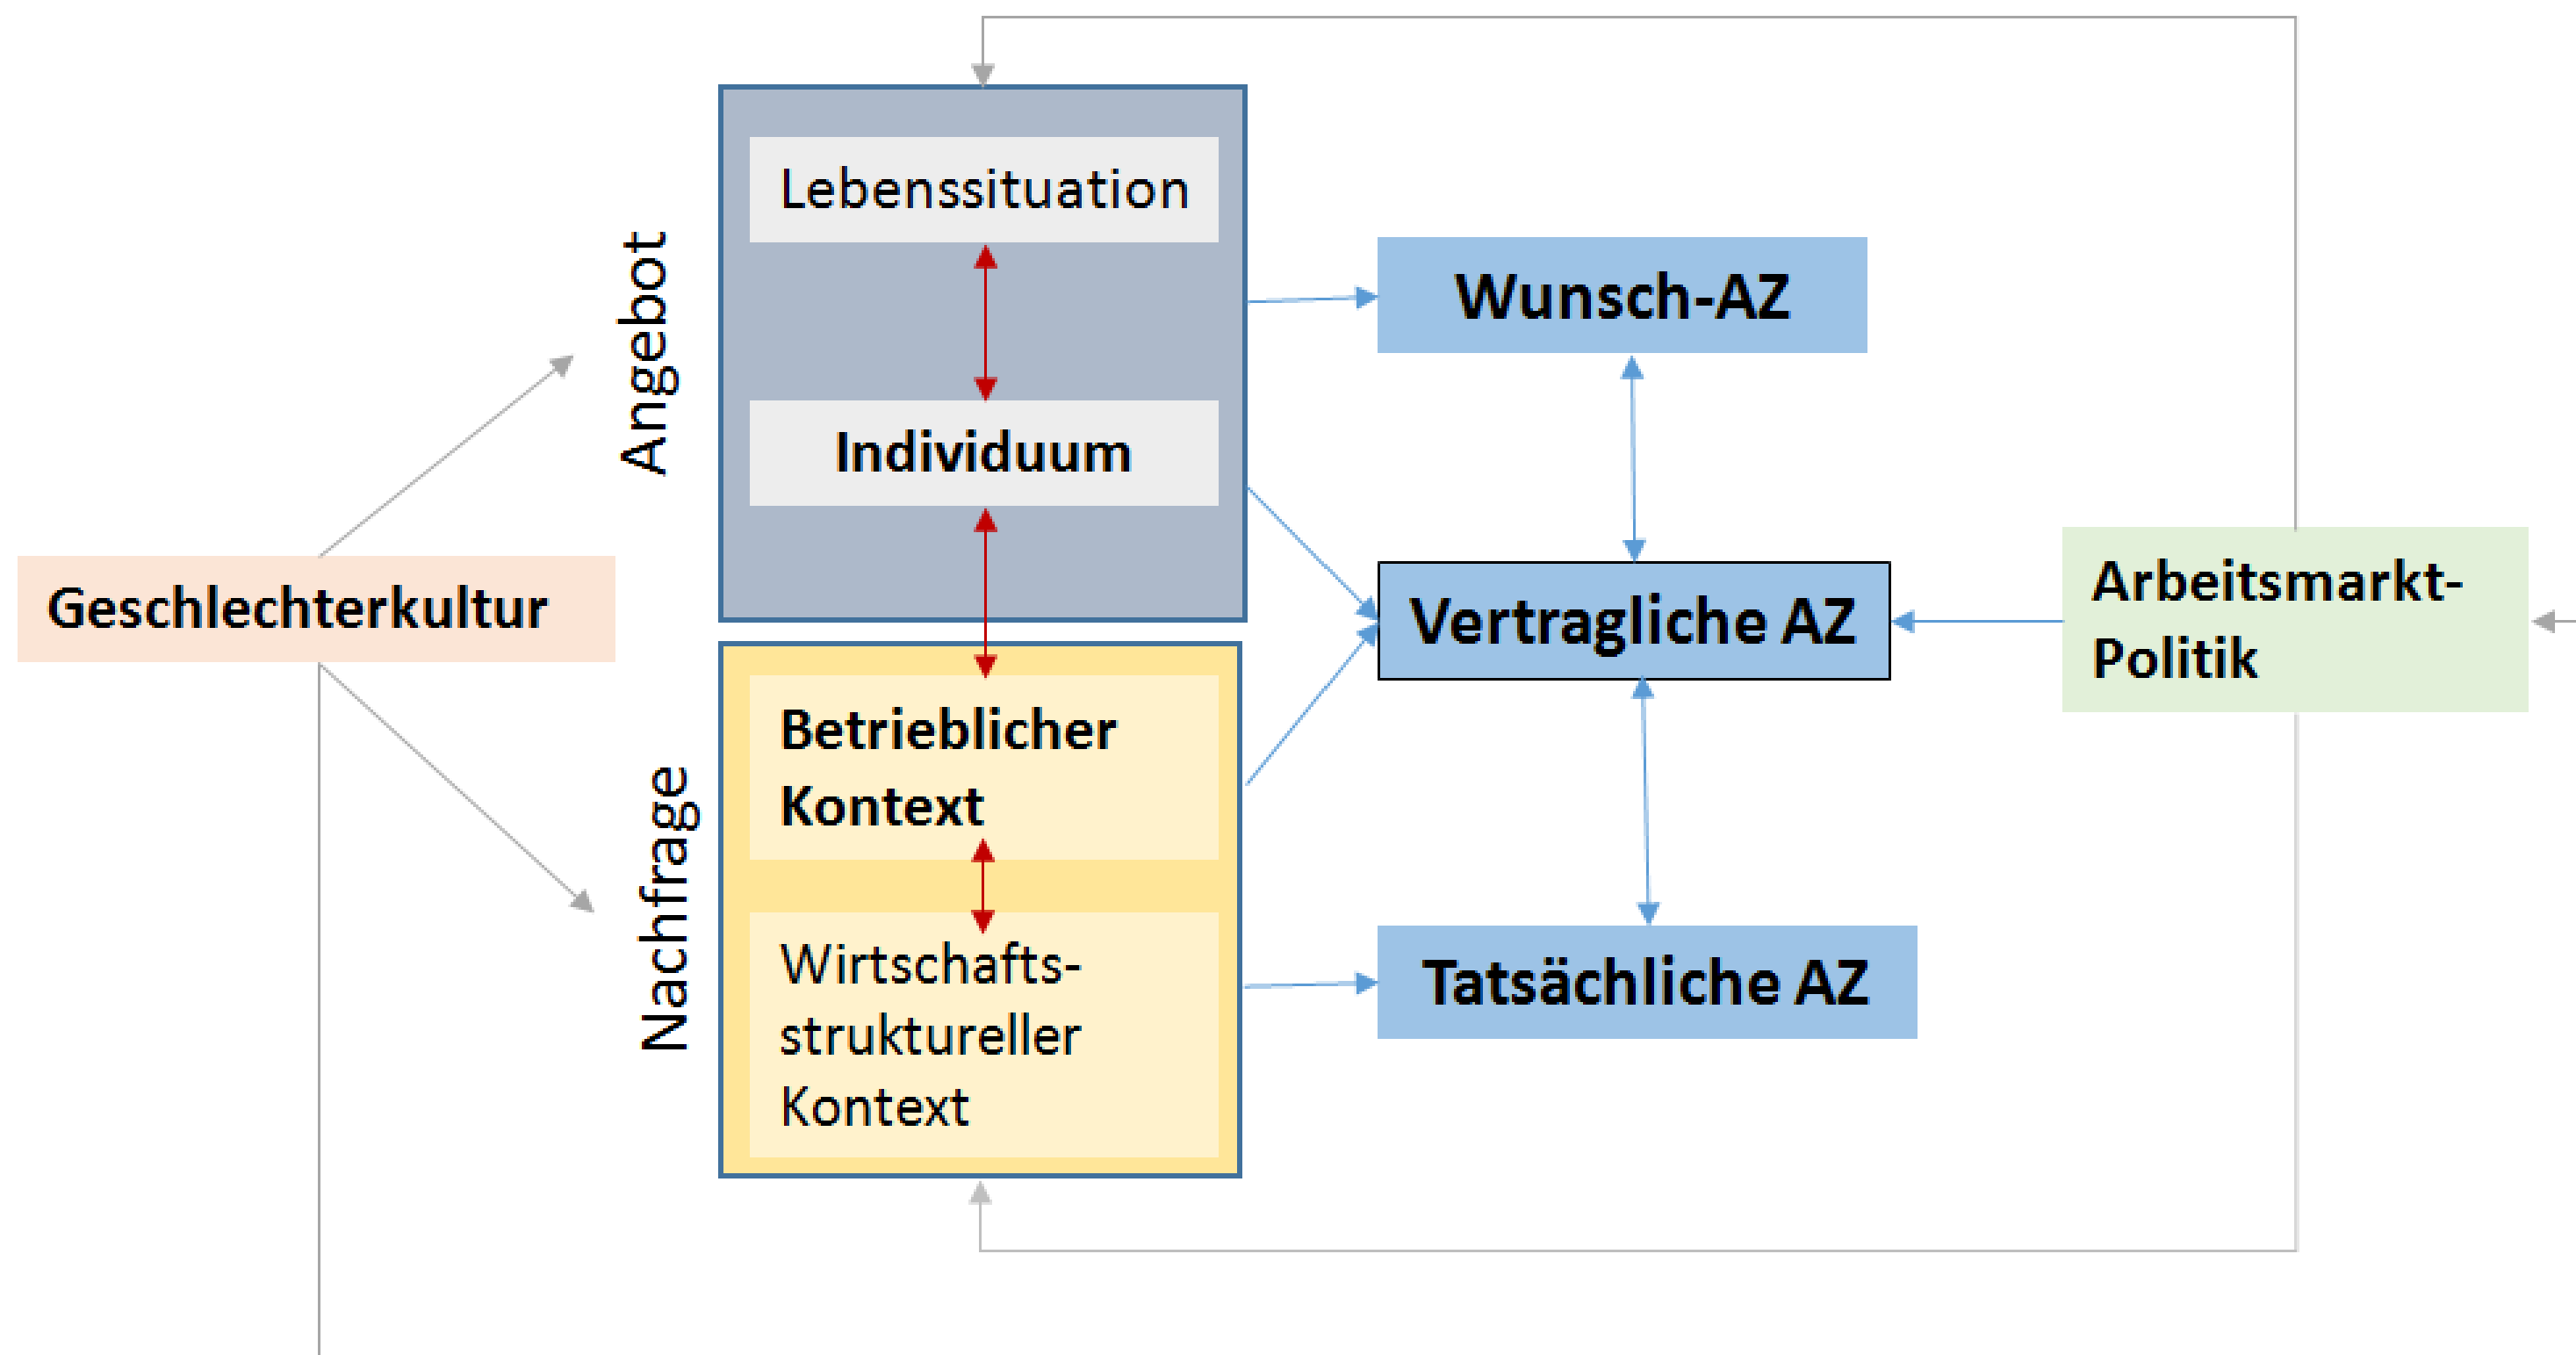 Geschlechterkultur
Angebot
Lebenssituation
Individuum
Nachfrage
Betrieblicher
Kontext
Wirtschafts-
struktureller
Kontext
Wunsch-AZ
Vertragliche AZ
Tatsächliche AZ
Arbeitsmarkt-
Politik